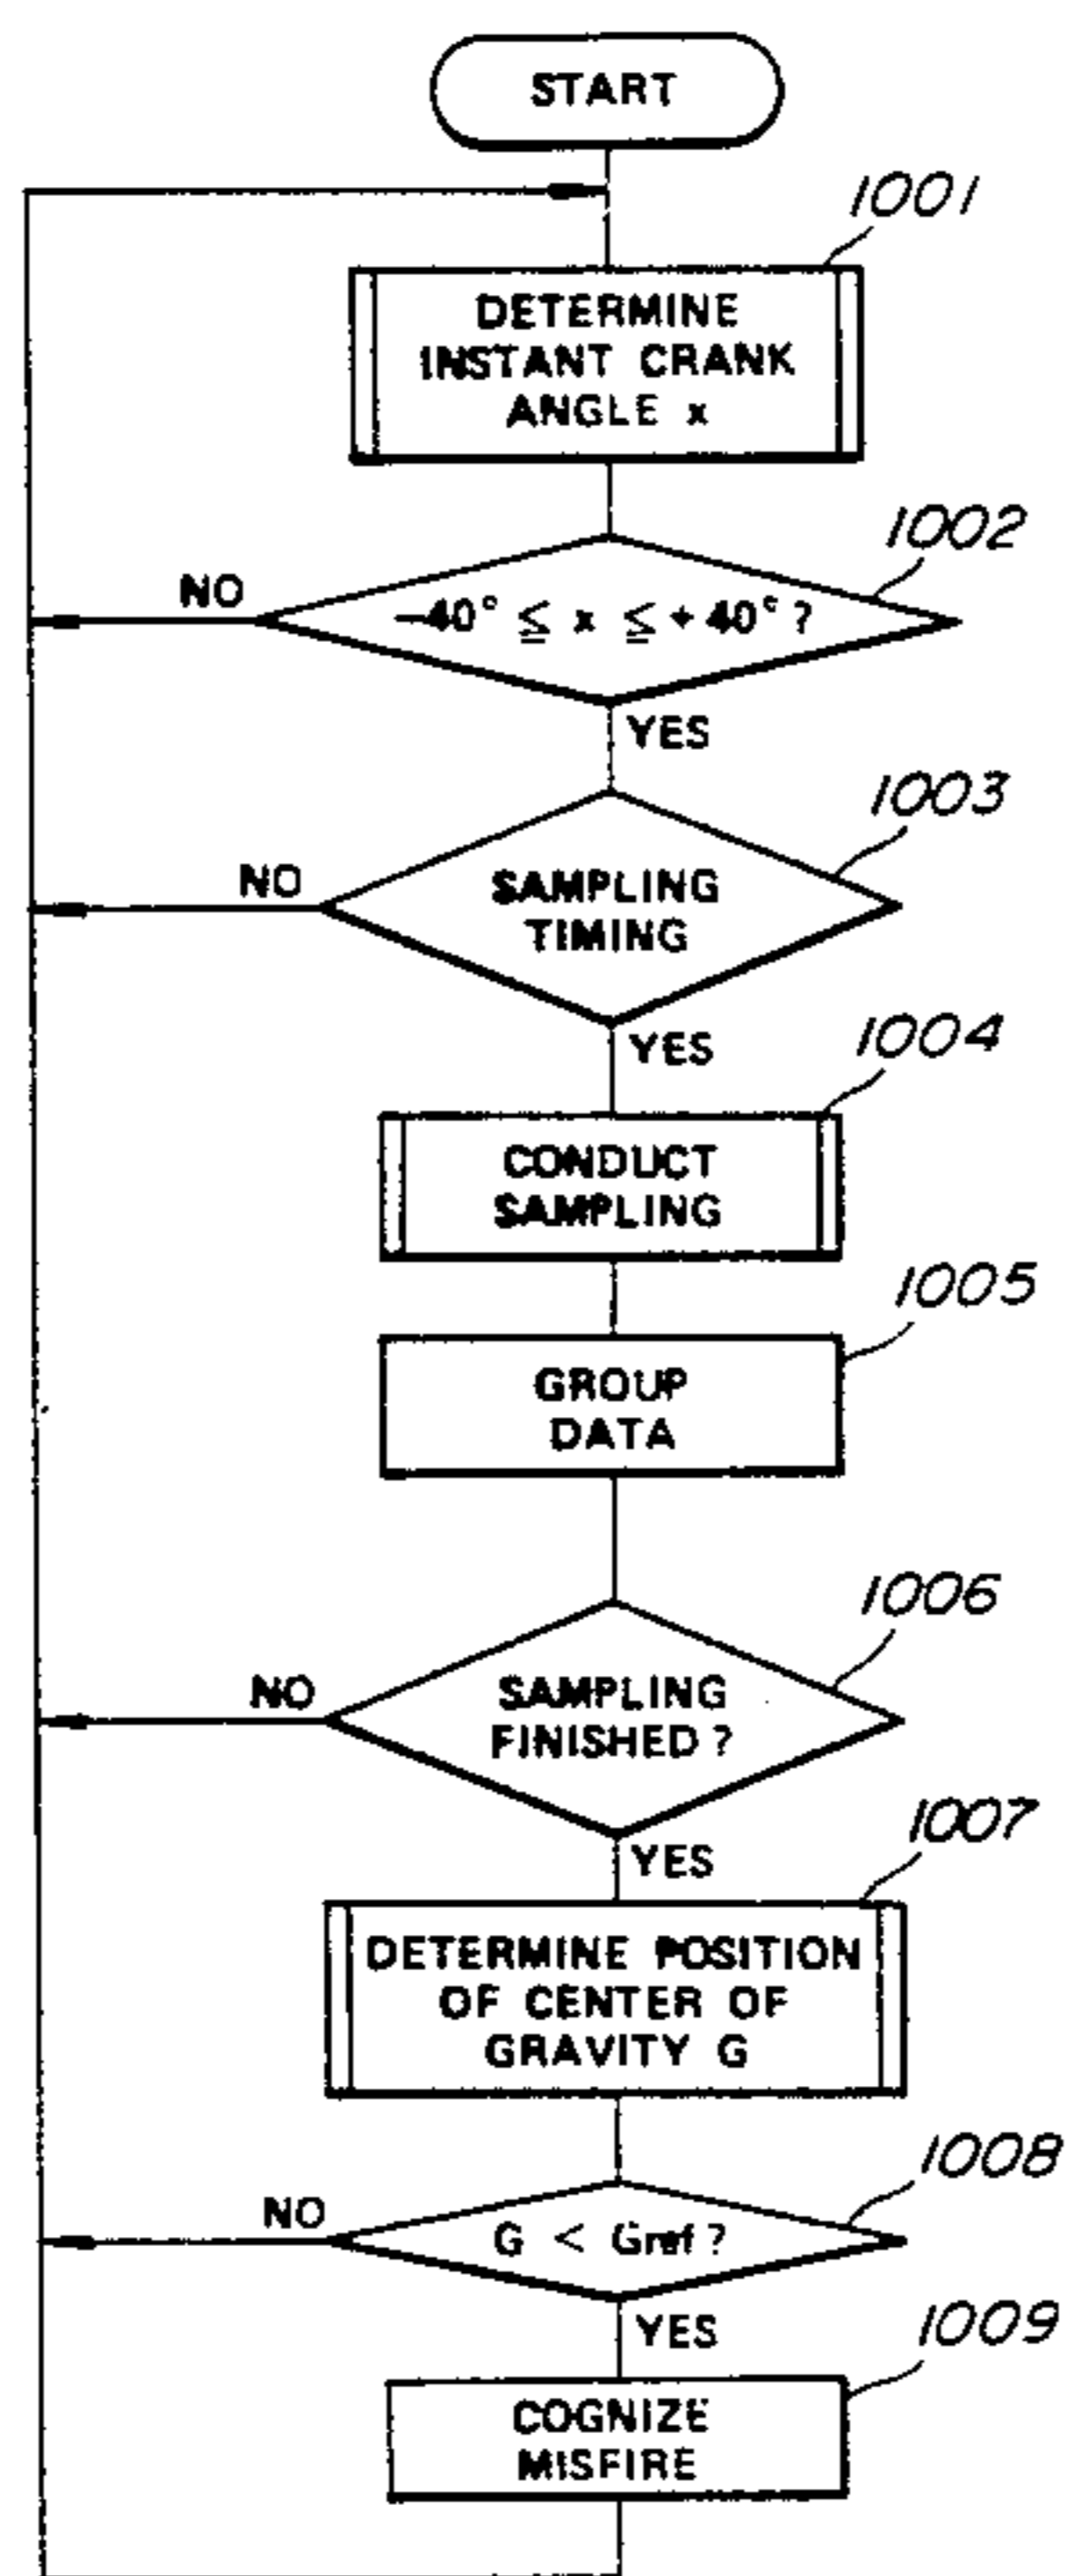 START
1001
DETERMINE
INSTANT CRANK
ANGLE x
1002
NO
-40° ≦ x ≦ + 40° ?
YES
1003
NO
SAMPLING
TIMING
YES
1004
CONDUCT
SAMPLING
1005
GROUP
DATA
1006
NO
SAMPLING
FINISHED ?
YES
1007
DETERMINE POSITION
OF CENTER OF
GRAVITY G
1008
NO
G < Gref ?
YES
1009
COGNIZE
MISFIRE